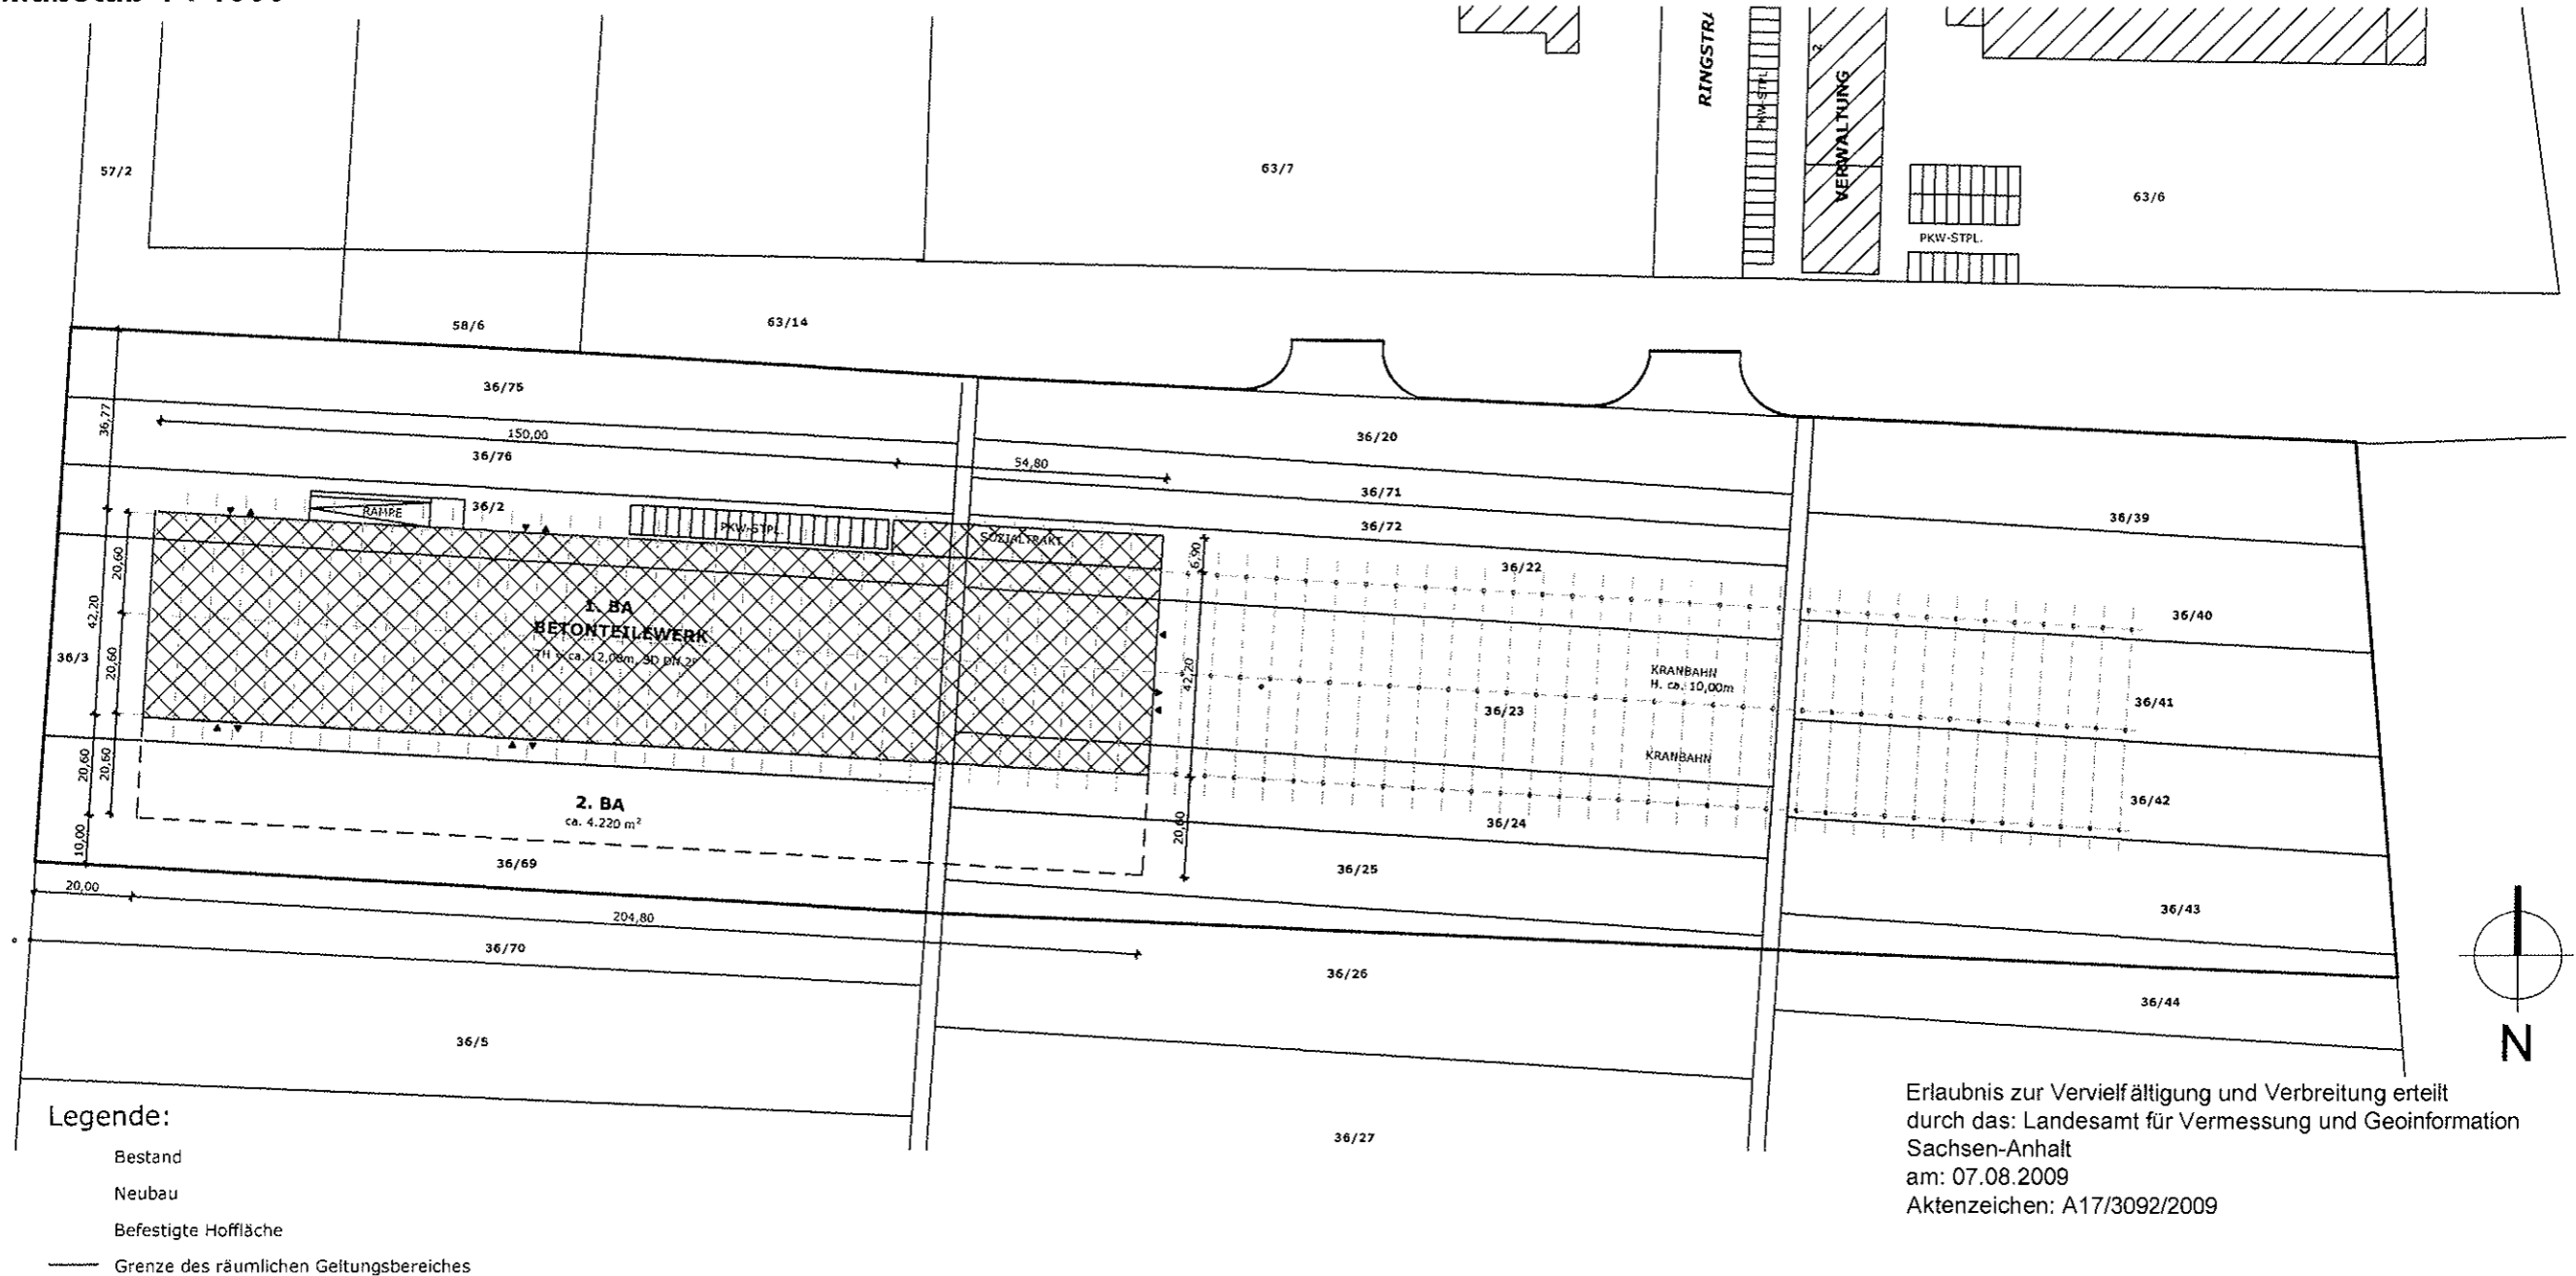 RINGSTRA
PKW-STPL.
2
VERWALTUNG
57/2
63/7
63/6
PKW-STPL.
58/6
63/14
36/75
36,77
150,00
36/20
36/76
54,80
36/71
36/2
RAMPE
PKW-STPL.
36/72
36/39
SOZIALTRAKT
6,90
36/22
20,60
42,20
1. BA
BETONTEILEWERK
36/40
36/3
20,60
42,20
KRANBAHN
H. ca. 10,00m
36/41
36/23
KRANBAHN
20,60
20,60
2. BA
ca. 4.220 m²
36/42
36/24
20,60
10,00
36/69
36/25
20,00
204,80
36/43
36/70
36/26
36/44
36/5
N
36/27
Legende:
Bestand
Neubau
Befestigte Hoffläche
Grenze des räumlichen Geltungsbereiches
Erlaubnis zur Vervielfältigung und Verbreitung erteilt
durch das: Landesamt für Vermessung und Geoinformation
Sachsen-Anhalt
am: 07.08.2009
Aktenzeichen: A17/3092/2009